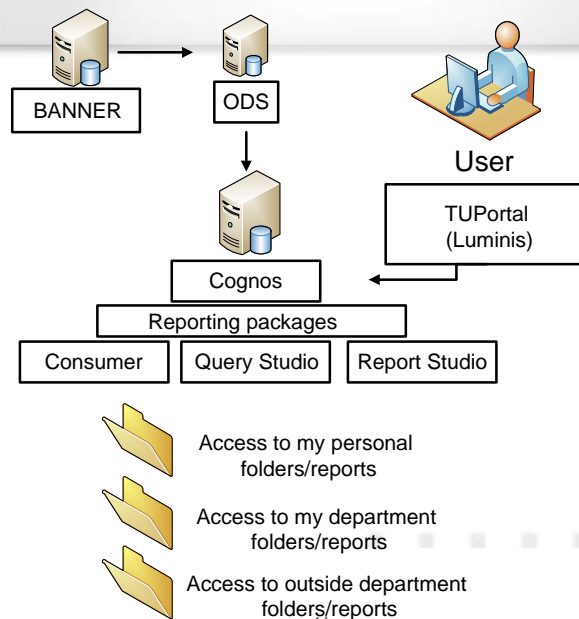 BANNER
ODS
User
TUPortal
(Luminis)
Cognos
Reporting packages
Consumer
Query Studio
Report Studio
Access to my personal
folders/reports
Access to my department
folders/reports
Access to outside department
folders/reports